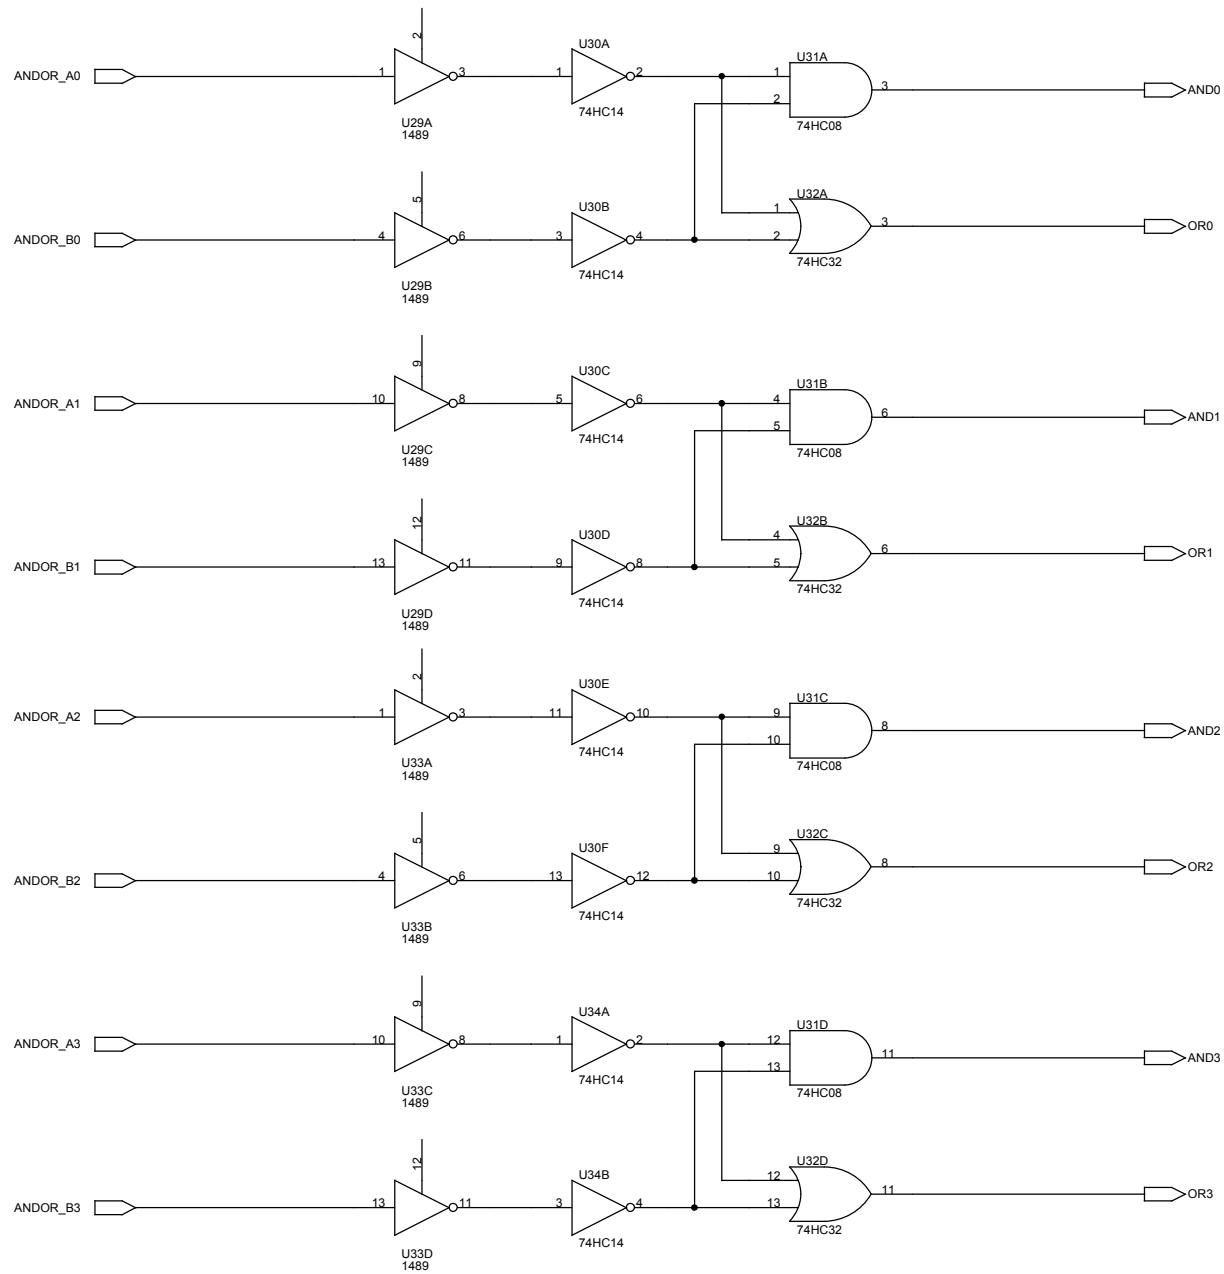 2
U30A
U31A
ANDOR_A0
1
3
1
2
1
2
3
AND0
U29A
1489
74HC14
74HC08
5
U30B
U32A
ANDOR_B0
4
6
3
4
1
2
3
OR0
U29B
1489
74HC14
74HC32
9
U30C
U31B
ANDOR_A1
10
8
5
6
4
5
6
AND1
U29C
1489
74HC14
74HC08
12
U30D
U32B
ANDOR_B1
13
11
9
8
4
5
6
OR1
U29D
1489
74HC14
74HC32
2
U30E
U31C
ANDOR_A2
1
3
11
10
9
10
8
AND2
U33A
1489
74HC14
74HC08
5
U30F
U32C
ANDOR_B2
4
6
13
12
9
10
8
OR2
U33B
1489
74HC14
74HC32
9
U34A
U31D
ANDOR_A3
10
8
1
2
12
13
11
AND3
U33C
1489
74HC14
74HC08
12
U34B
U32D
ANDOR_B3
13
11
3
4
12
13
11
OR3
U33D
1489
74HC14
74HC32